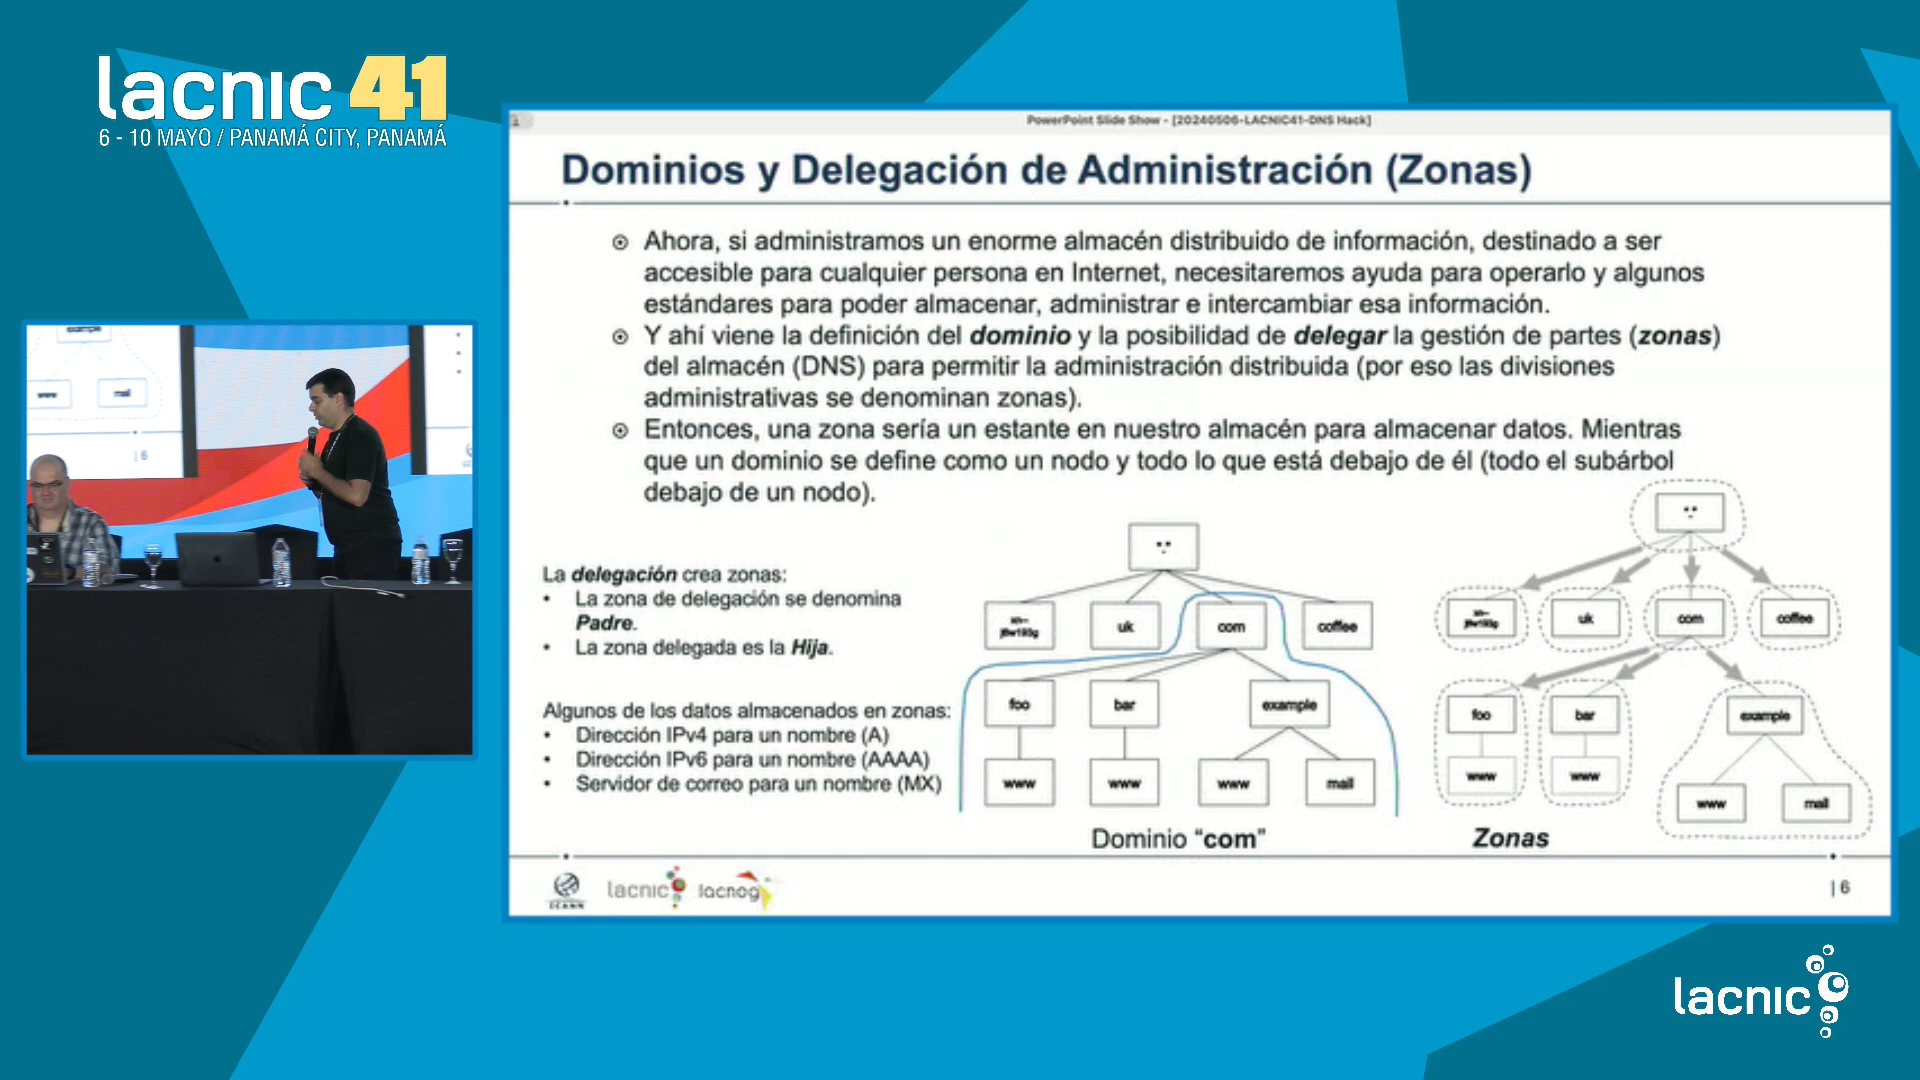 lacnic 41
6 - 10 MAYO / PANAMÁ CITY, PANAMÁ
PowerPoint Slide Show - [20240506-LACNIC41-DNS Hack]
Dominios y Delegación de Administración (Zonas)
Ahora, si administramos un enorme almacén distribuido de información, destinado a ser
accesible para cualquier persona en Internet, necesitaremos ayuda para operarlo y algunos
estándares para poder almacenar, administrar e intercambiar esa información.
Y ahí viene la definición del dominio y la posibilidad de delegar la gestión de partes (zonas)
del almacén (DNS) para permitir la administración distribuida (por eso las divisiones
administrativas se denominan zonas).
Entonces, una zona sería un estante en nuestro almacén para almacenar datos. Mientras
que un dominio se define como un nodo y todo lo que está debajo de él (todo el subárbol
debajo de un nodo).
La delegación crea zonas:
• La zona de delegación se denomina
Padre.
• La zona delegada es la Hija.
Algunos de los datos almacenados en zonas:
• Dirección IPv4 para un nombre (A)
• Dirección IPv6 para un nombre (AAAA)
• Servidor de correo para un nombre (MX)
uk com coffee
foo bar example
www www www mail
Dominio “com”
uk com coffee
foo bar example
www www www mail
Zonas
ICANN lacnic lacnog
| 6
www mail
| 6
lacnic